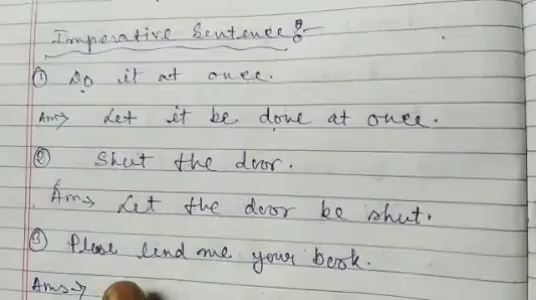 Imperative Sentence :-
① Do it at once.
Ans→ Let it be done at once.
② Shut the door.
Ans→ Let the door be shut.
③ Please lend me your book.
Ans→